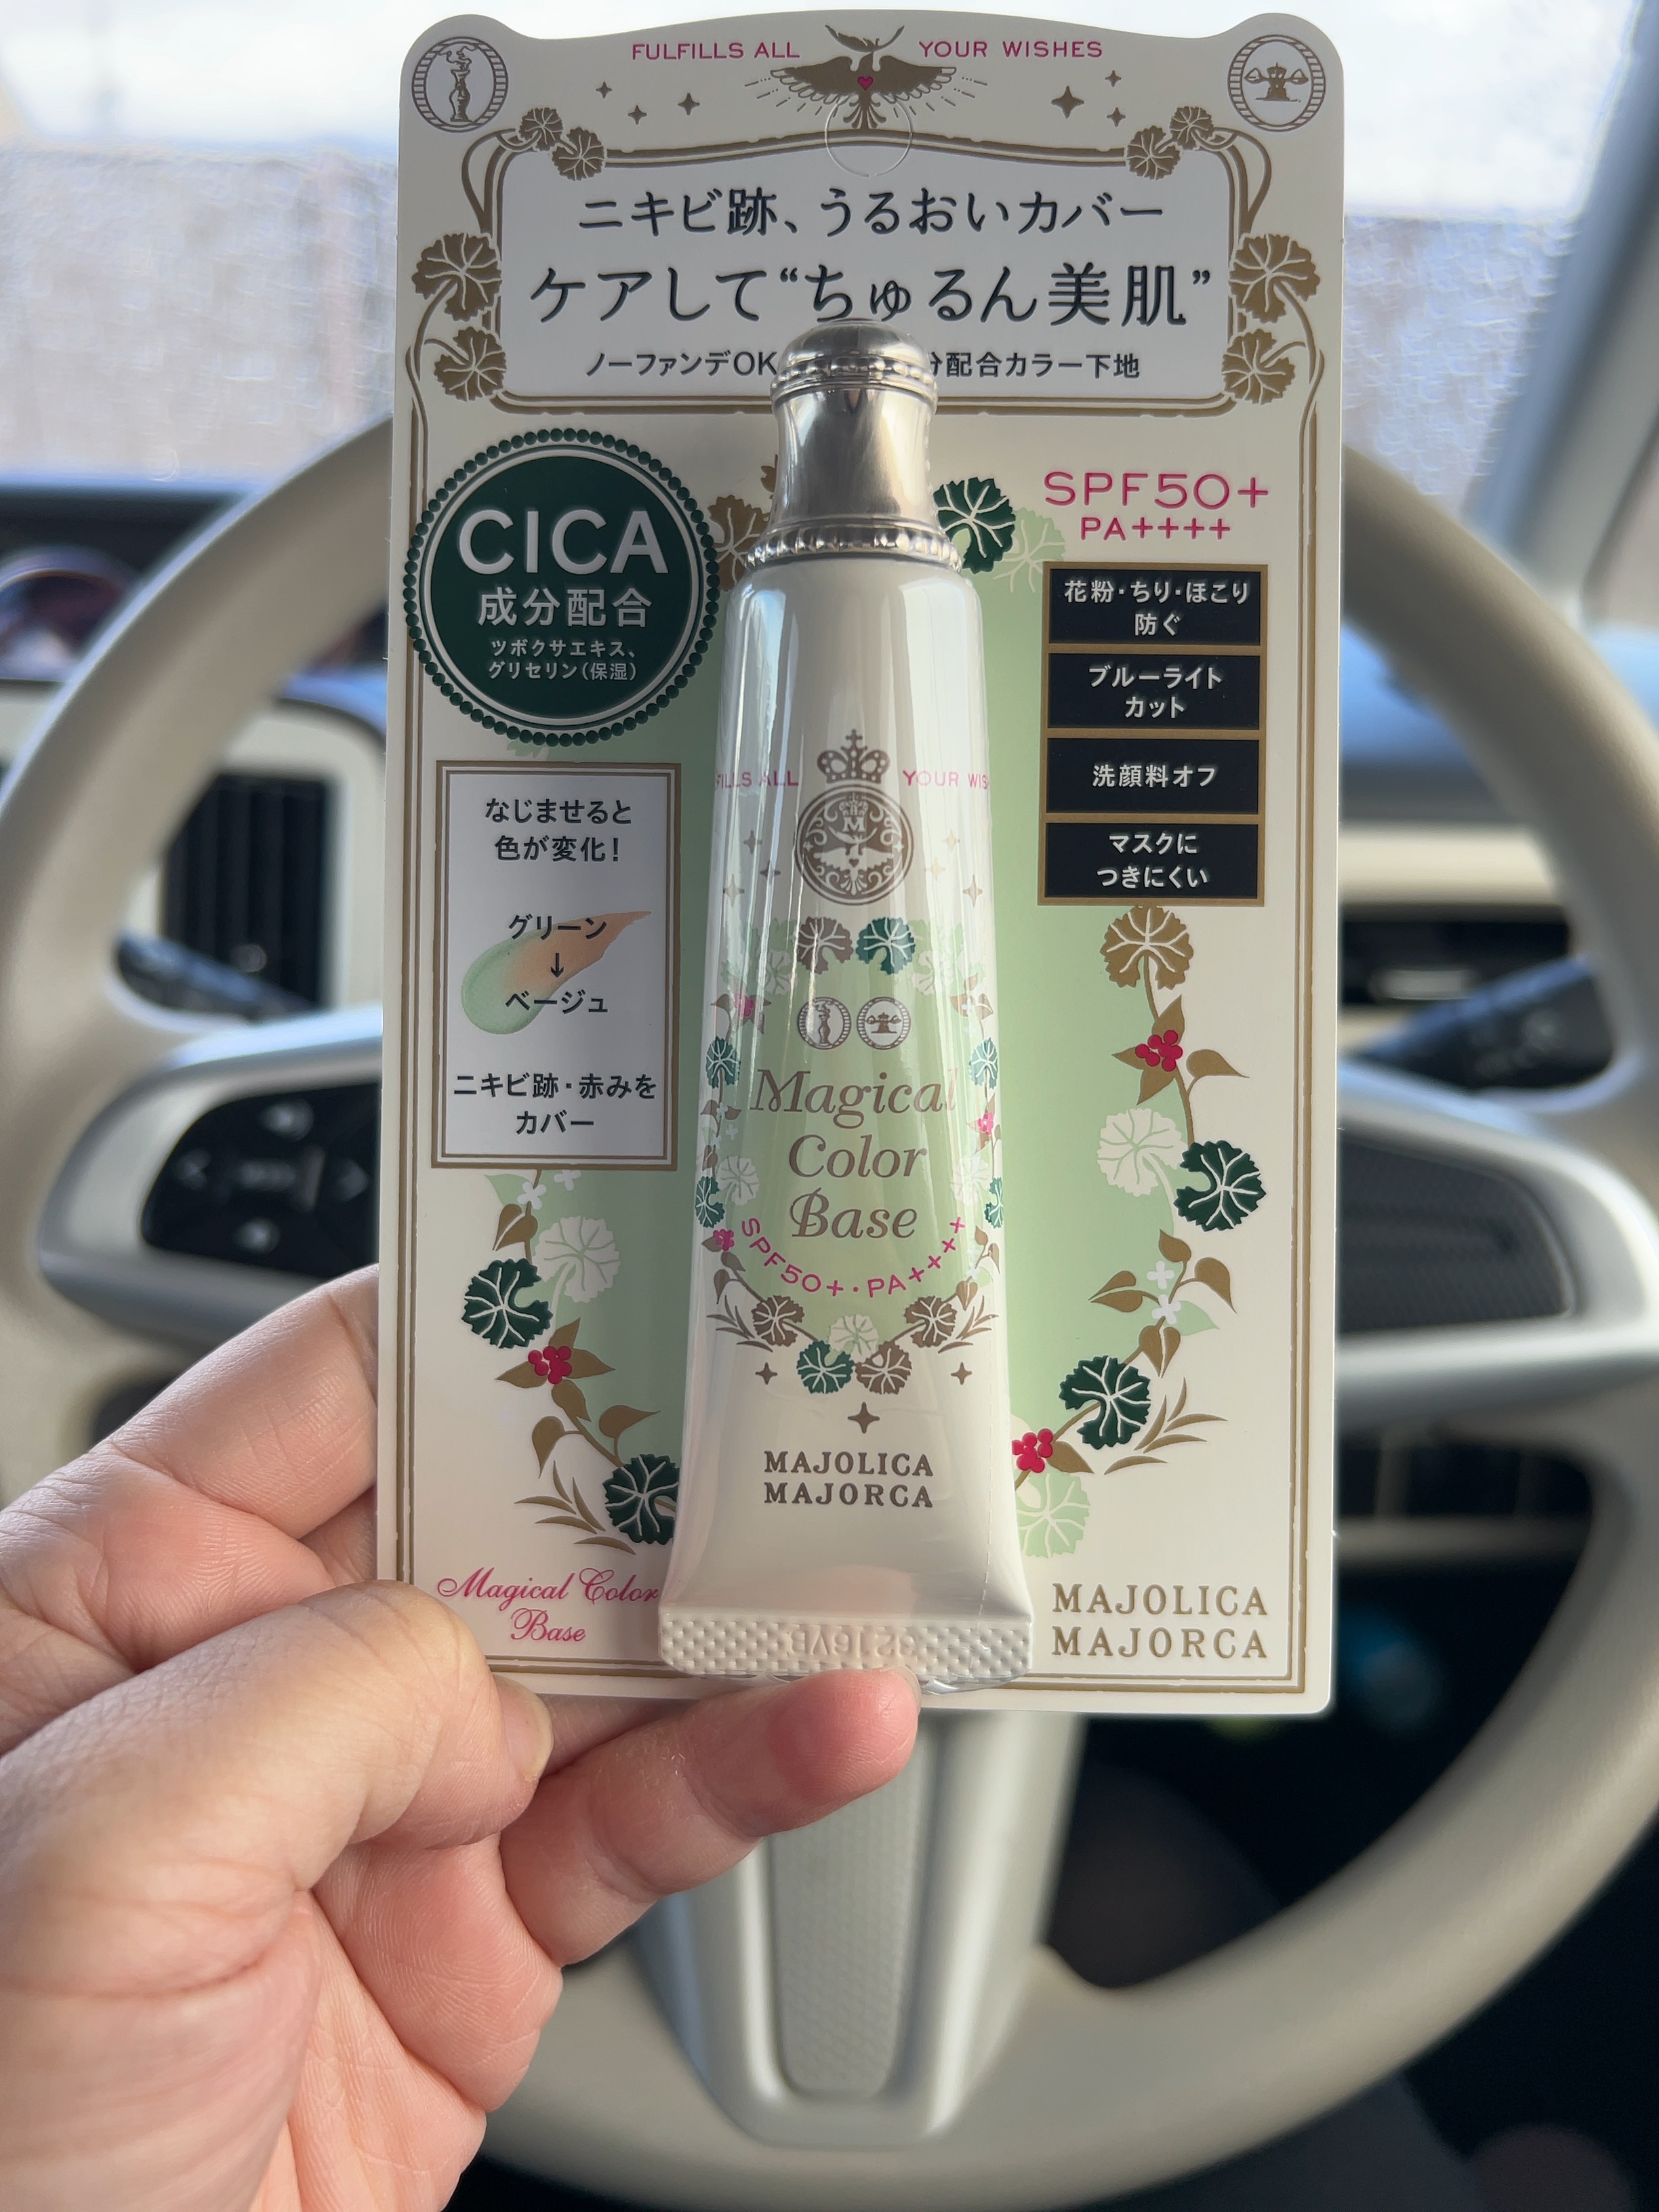 FULFILLS ALL YOUR WISHES
ニキビ跡、うるおいカバー
ケアして“ちゅるん美肌”
ノーファンデOK 分配合カラー下地
CICA
成分配合
ツボクサエキス、
グリセリン(保湿)
SPF50+
PA++++
花粉・ちり・ほこり
防ぐ
ブルーライト
カット
洗顔料オフ
マスクに
つきにくい
なじませると
色が変化!
グリーン
↓
ベージュ
ニキビ跡・赤みを
カバー
FILLS ALL YOUR WIS
M
Magical
Color
Base
SPF50+・PA++++
MAJOLICA
MAJORCA
Magical Color
Base
MAJOLICA
MAJORCA